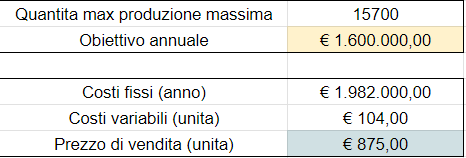 Quantita max produzione massima 15700
Obiettivo annuale € 1.600.000,00
Costi fissi (anno) € 1.982.000,00
Costi variabili (unita) € 104,00
Prezzo di vendita (unita) € 875,00